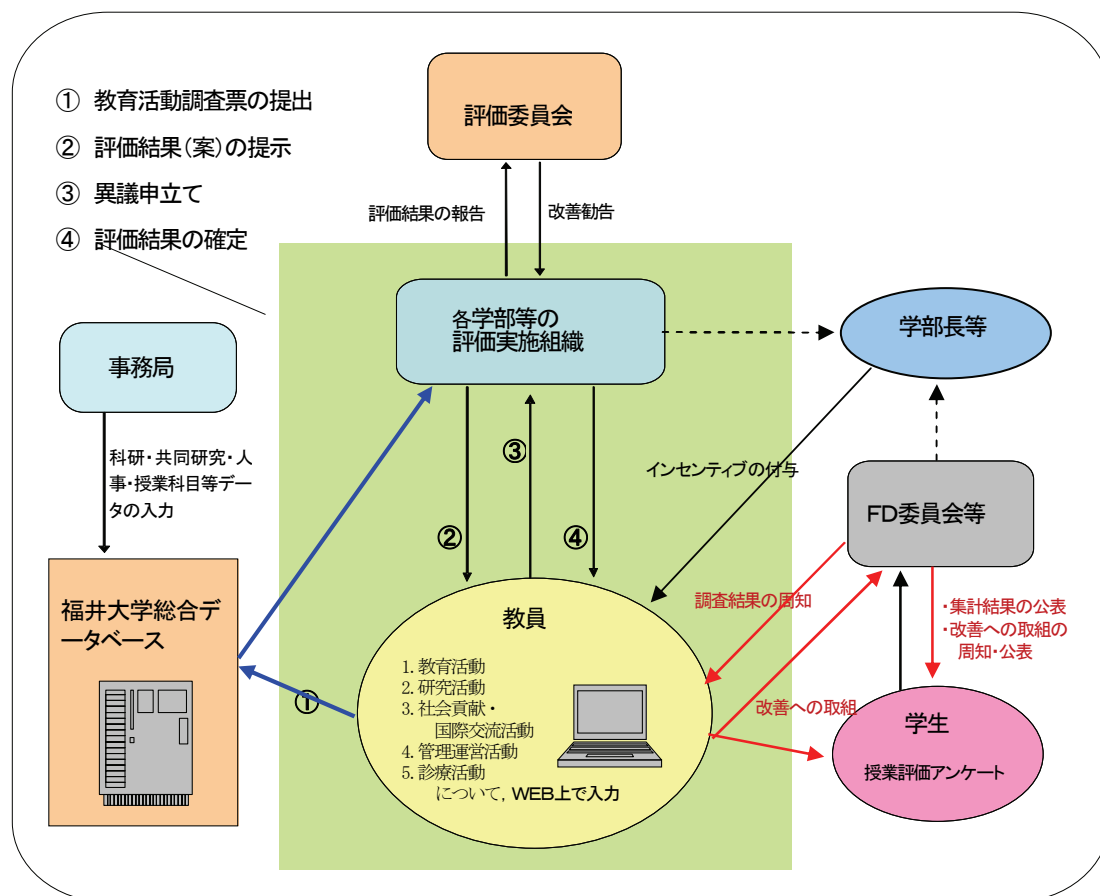 ① 教育活動調査票の提出
② 評価結果(案)の提示
③ 異議申立て
④ 評価結果の確定
評価委員会
評価結果の報告
改善勧告
各学部等の
評価実施組織
学部長等
事務局
科研・共同研究・人
事・授業科目等デー
タの入力
③
インセンティブの付与
FD委員会等
②
④
福井大学総合デ
ータベース
教員
調査結果の周知
・集計結果の公表
・改善への取組の
周知・公表
1. 教育活動
2. 研究活動
3. 社会貢献・
国際交流活動
4. 管理運営活動
5. 診療活動
について, WEB上で入力
①
改善への取組
学生
授業評価アンケート